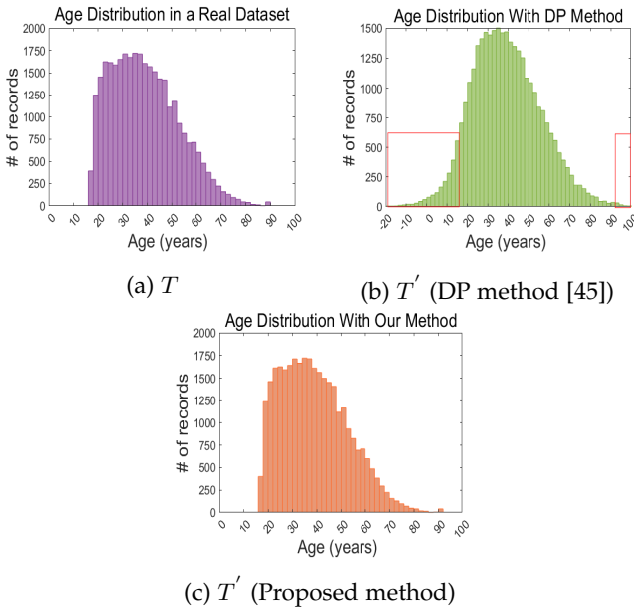 Age Distribution in a Real Dataset
2000
1750
1500
1250
1000
750
500
250
0
# of records
0 10 20 30 40 50 60 70 80 90 100
Age (years)
(a) T
Age Distribution With DP Method
1500
1250
1000
750
500
250
0
# of records
-20 -10 0 10 20 30 40 50 60 70 80 90 100
Age (years)
(b) T′ (DP method [45])
Age Distribution With Our Method
2000
1750
1500
1250
1000
750
500
250
0
# of records
0 10 20 30 40 50 60 70 80 90 100
Age (years)
(c) T′ (Proposed method)